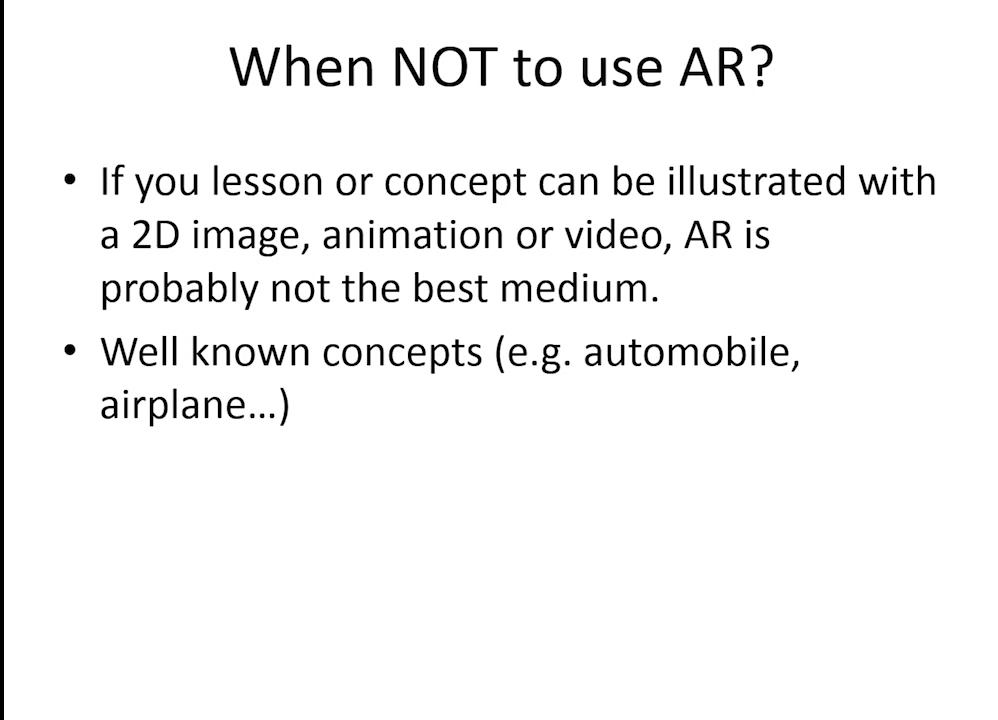 When NOT to use AR?
• If you lesson or concept can be illustrated with
a 2D image, animation or video, AR is
probably not the best medium.
• Well known concepts (e.g. automobile,
airplane…)